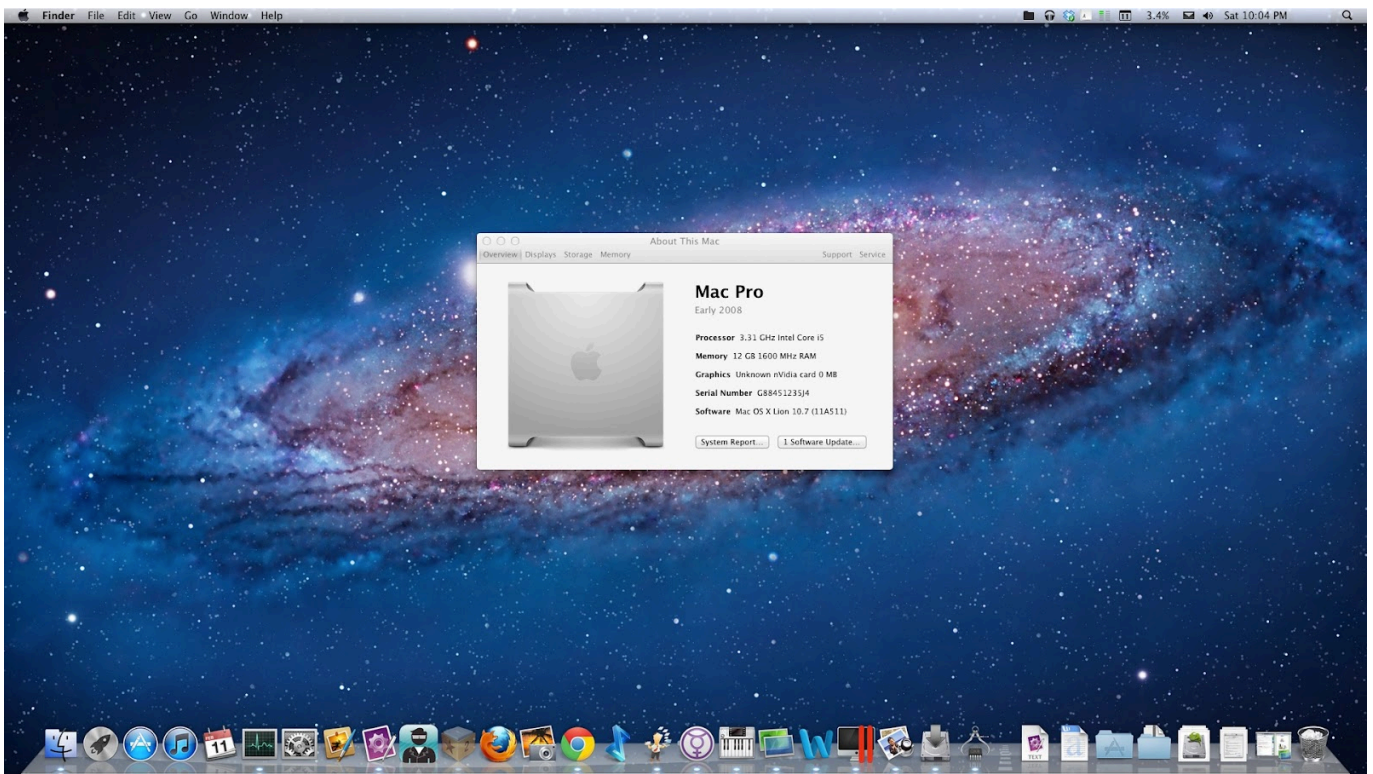 Finder File Edit View Go Window Help
11 3.4% Sat 10:04 PM
About This Mac
Overview Displays Storage Memory Support Service
Mac Pro
Early 2008
Processor 3.31 GHz Intel Core i5
Memory 12 GB 1600 MHz RAM
Graphics Unknown nVidia card 0 MB
Serial Number G88451235J4
Software Mac OS X Lion 10.7 (11A511)
System Report... 1 Software Update...
FEB
11
TEXT